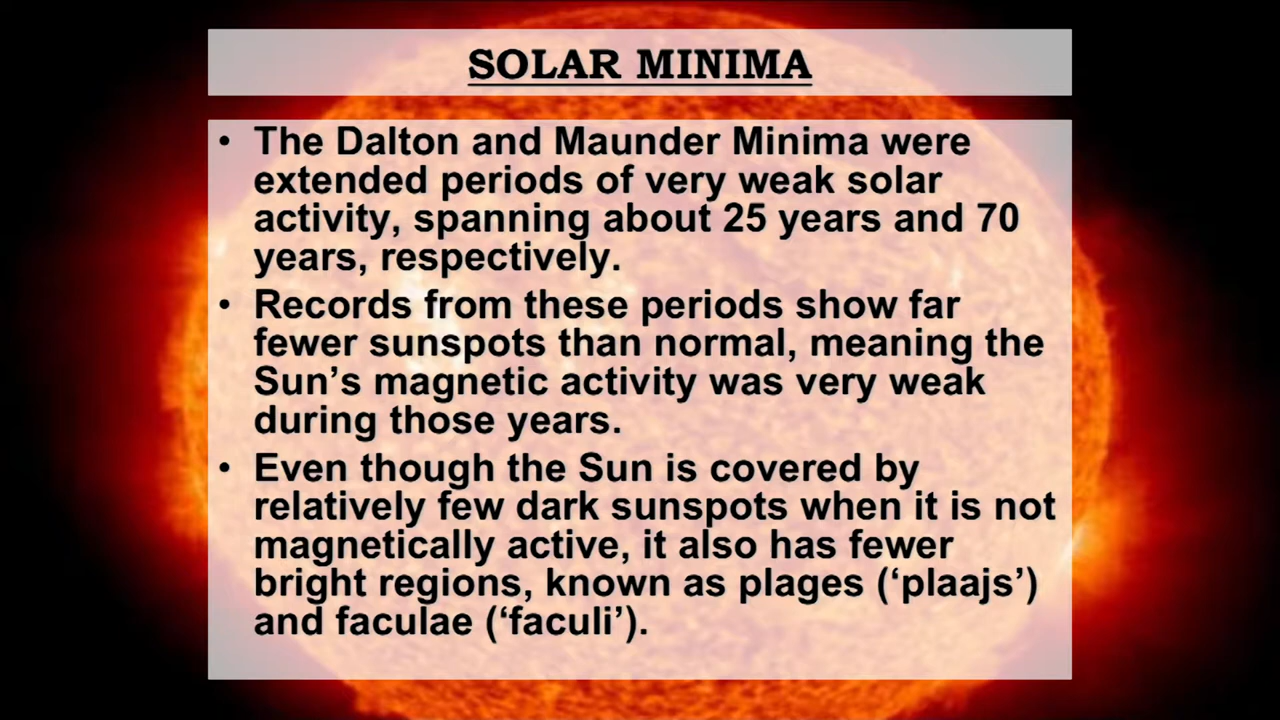 SOLAR MINIMA
• The Dalton and Maunder Minima were
extended periods of very weak solar
activity, spanning about 25 years and 70
years, respectively.
• Records from these periods show far
fewer sunspots than normal, meaning the
Sun’s magnetic activity was very weak
during those years.
• Even though the Sun is covered by
relatively few dark sunspots when it is not
magnetically active, it also has fewer
bright regions, known as plages (‘plaajs’)
and faculae (‘faculi’).